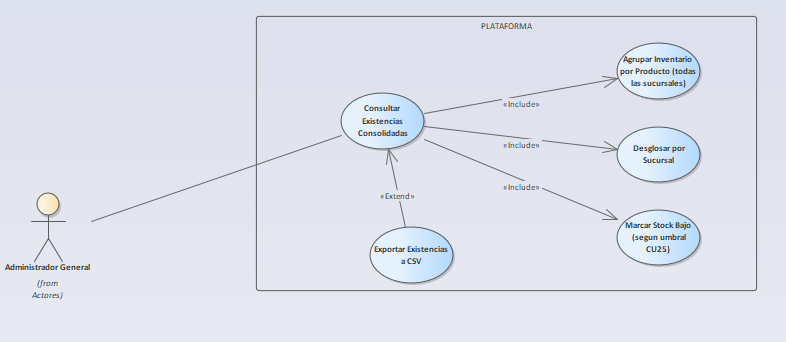 PLATAFORMA
Agrupar Inventario
por Producto (todas
las sucursales)
«Include»
Consultar
Existencias
Consolidadas
«Include»
Desglosar por
Sucursal
«Include»
«Extend»
Marcar Stock Bajo
(segun umbral
CU25)
Exportar Existencias
a CSV
Administrador General
(from
Actores)